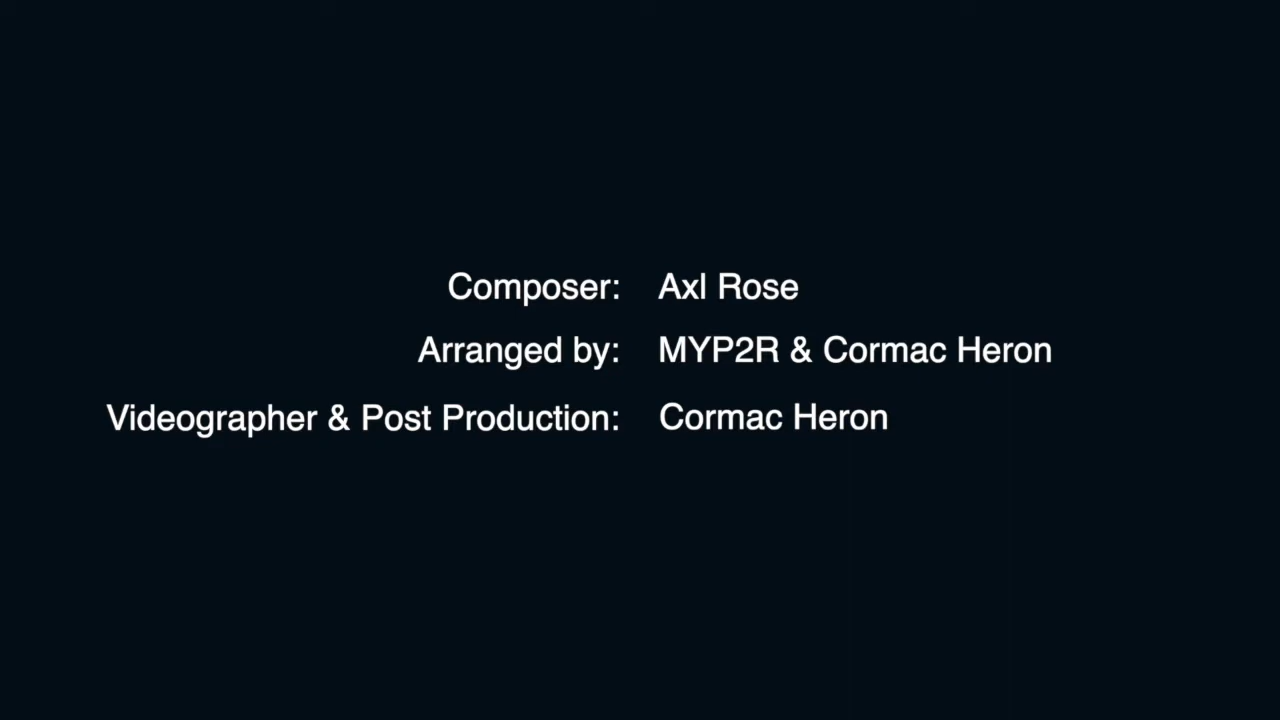 Composer: Axl Rose
Arranged by: MYP2R & Cormac Heron
Videographer & Post Production: Cormac Heron